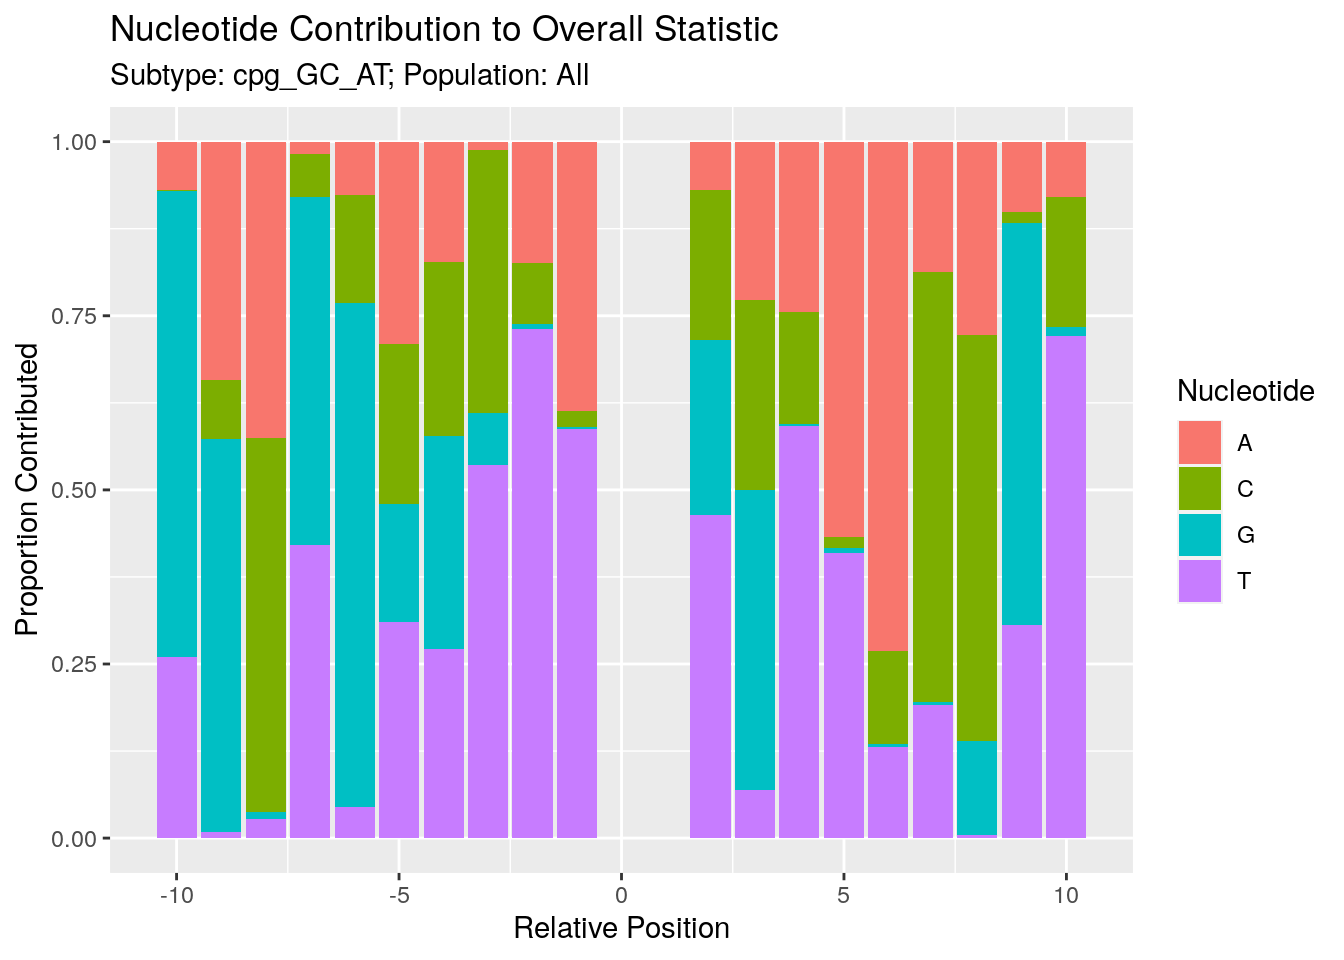 Nucleotide Contribution to Overall Statistic
Subtype: cpg_GC_AT; Population: All
1.00
0.75
0.50
0.25
0.00
Proportion Contributed
-10
-5
0
5
10
Relative Position
Nucleotide
A
C
G
T